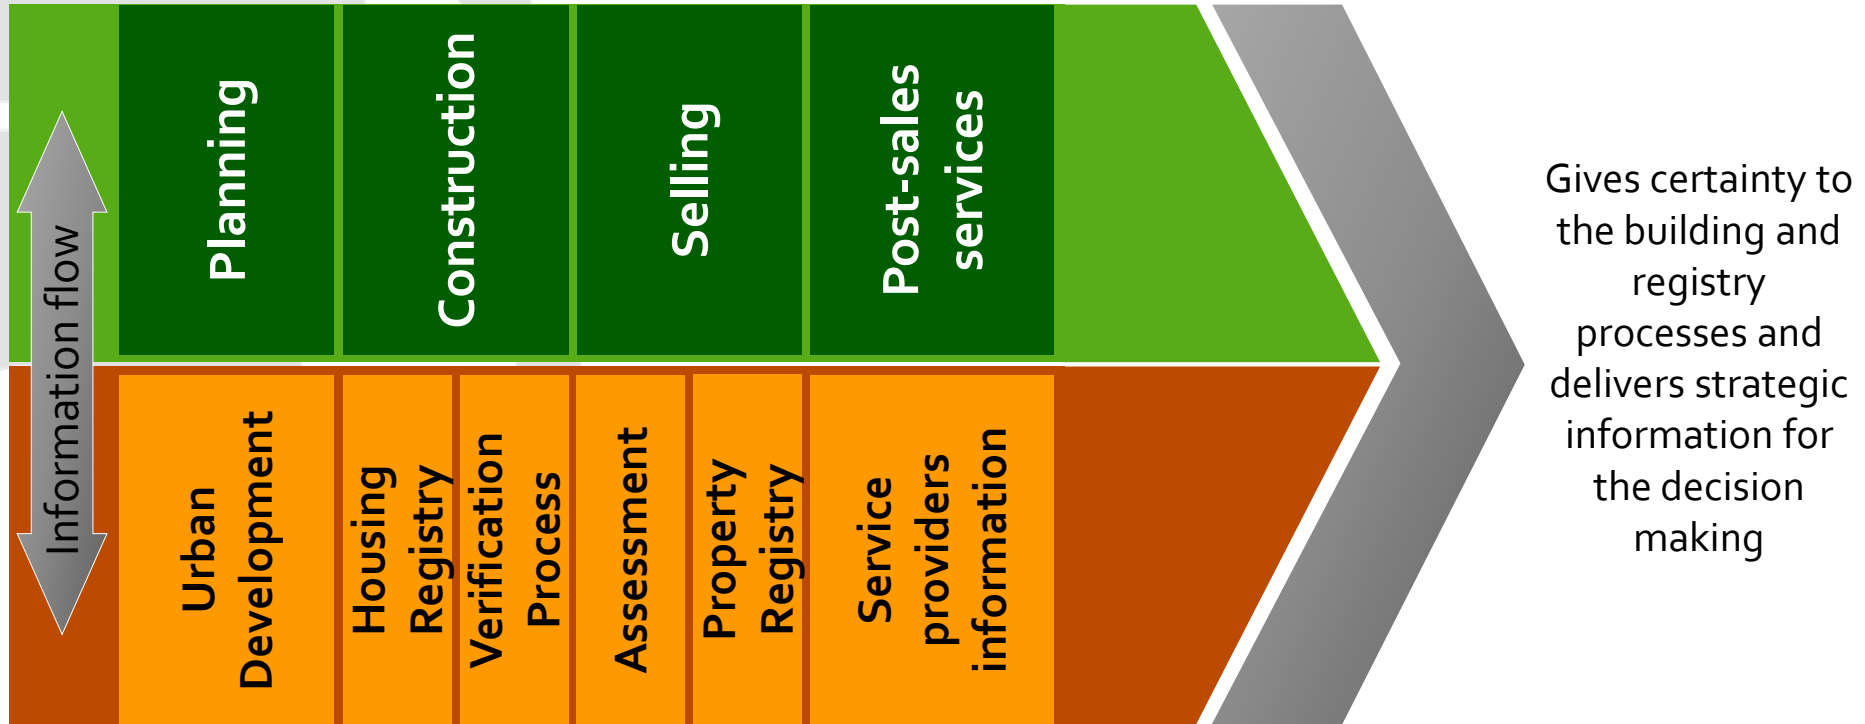 Information flow
Planning
Construction
Selling
Post-sales
services
Urban
Development
Housing
Registry
Verification
Process
Assessment
Property
Registry
Service
providers
information
Gives certainty to
the building and
registry
processes and
delivers strategic
information for
the decision
making